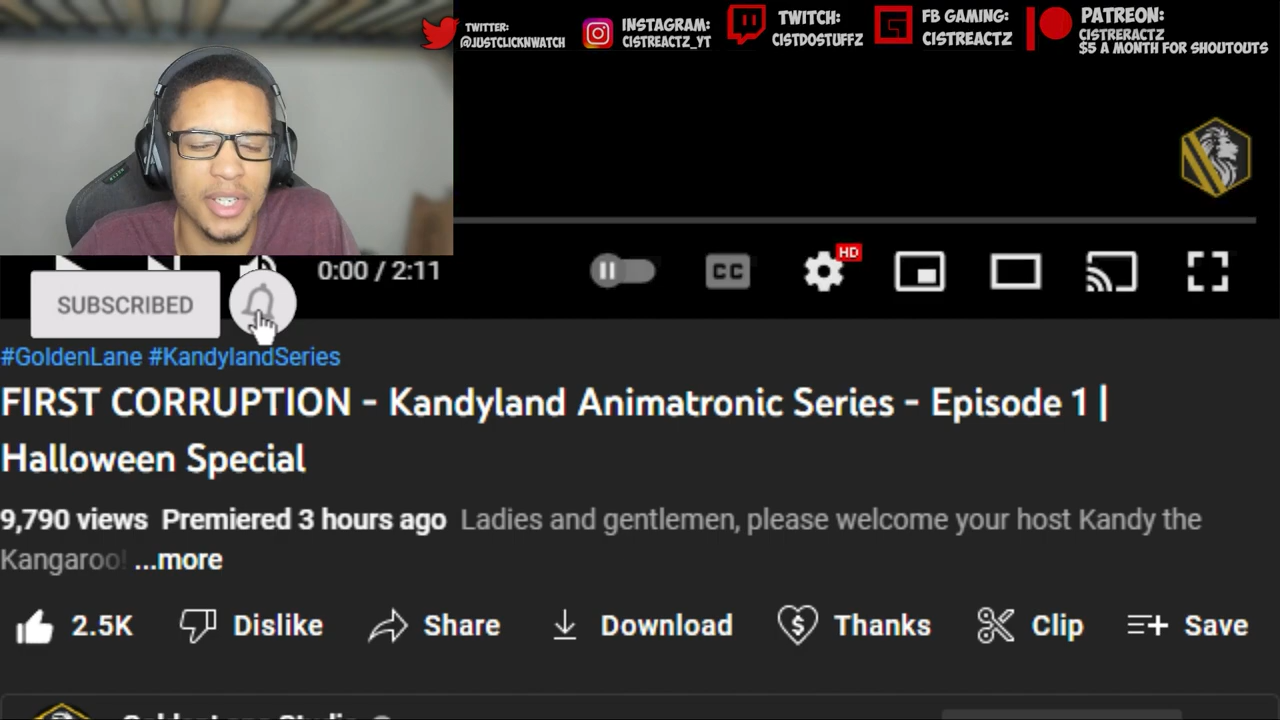 TWITTER:
@JUSTCLICKNWATCH
INSTAGRAM:
CISTREACTZ_YT
TWITCH:
CISTDOSTUFFZ
FB GAMING:
CISTREACTZ
PATREON:
CISTRERACTZ
$5 A MONTH FOR SHOUTOUTS
0:00 / 2:11
CC
HD
SUBSCRIBED
#GoldenLane #KandylandSeries
FIRST CORRUPTION - Kandyland Animatronic Series - Episode 1 |
Halloween Special
9,790 views Premiered 3 hours ago Ladies and gentlemen, please welcome your host Kandy the
Kangaroo! ...more
2.5K Dislike Share Download Thanks Clip Save